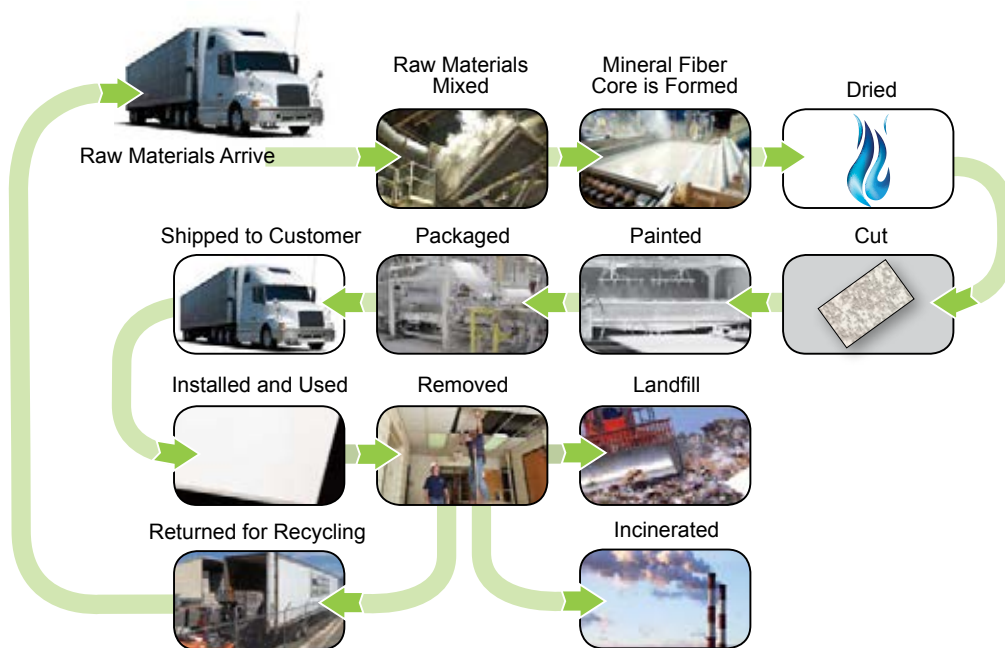 Raw Materials
Mixed
Mineral Fiber
Core is Formed
Dried
Raw Materials Arrive
Shipped to Customer
Packaged
Painted
Cut
Installed and Used
Removed
Landfill
Returned for Recycling
Incinerated